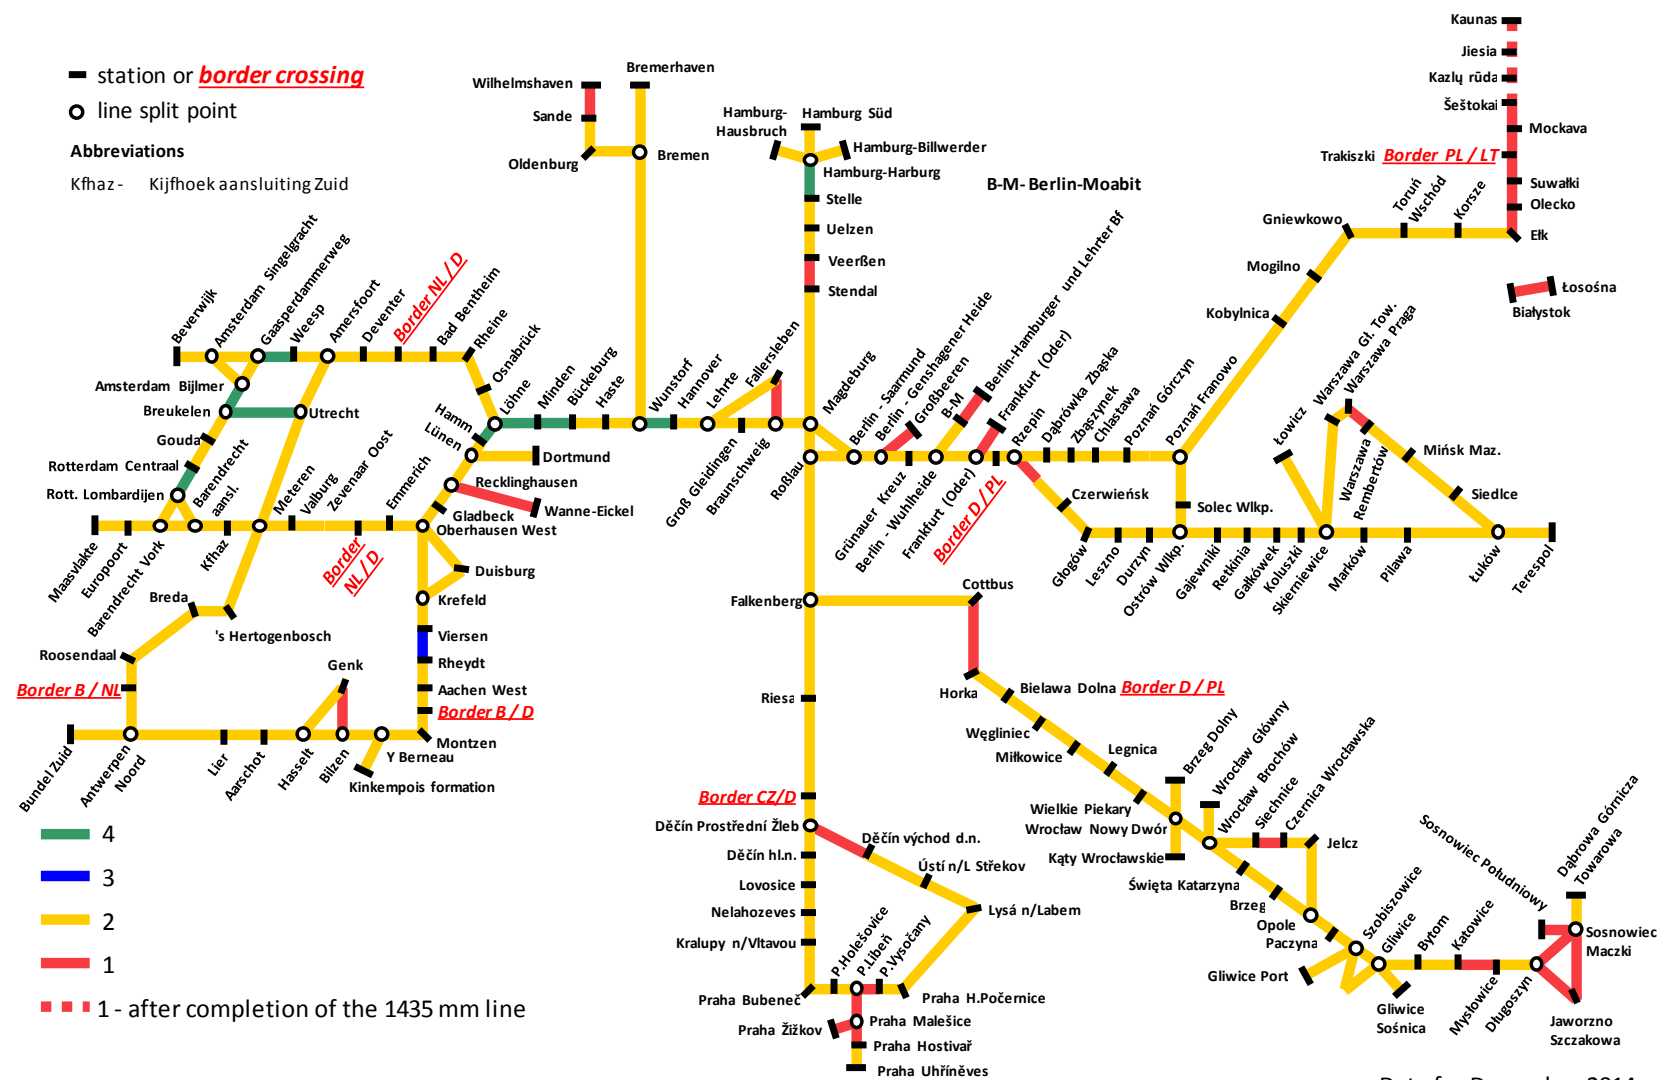 station or border crossing
line split point
Abbreviations
Kfhaz - Kijfhoek aansluiting Zuid
Wilhelmshaven
Sande
Oldenburg
Bremerhaven
Bremen
Hamburg-
Hausbruch
Hamburg Süd
Hamburg-Billwerder
Hamburg-Harburg
Stelle
Uelzen
Veerßen
Stendal
B-M- Berlin-Moabit
Kaunas
Jiesia
Kazlų rūda
Šeštokai
Mockava
Trakiszki Border PL / LT
Suwałki
Olecko
Ełk
Korsze
Toruń
Wschód
Gniewkowo
Mogilno
Kobylnica
Łosośna
Białystok
Beverwijk
Amsterdam Singelgracht
Gaasperdammerweg
Weesp
Amersfoort
Deventer
Border NL / D
Bad Bentheim
Rheine
Osnabrück
Löhne
Minden
Bückeburg
Haste
Wunstorf
Hannover
Lehrte
Fallersleben
Groß Gleidingen
Braunschweig
Magdeburg
Roßlau
Berlin - Saarmund
Berlin - Genshagener Heide
Großbeeren
Grünauer Kreuz
Berlin - Wuhlheide
B-M
Berlin-Hamburger und Lehrter Bf
Frankfurt (Oder)
Frankfurt (Oder)
Border D / PL
Rzepin
Dąbrówka Zbąska
Zbąszynek
Chlastawa
Poznań Górczyn
Poznań Franowo
Czerwieńsk
Głogów
Leszno
Durzyn
Ostrów Wlkp.
Solec Wlkp.
Gajewniki
Retkinia
Gałkówek
Koluszki
Skierniewice
Łowicz
Warszawa Gł. Tow.
Warszawa Praga
Warszawa
Rembertów
Mińsk Maz.
Siedlce
Marków
Pilawa
Łuków
Terespol
Amsterdam Bijlmer
Breukelen
Utrecht
Gouda
Rotterdam Centraal
Rott. Lombardijen
Barendrecht
aansl.
Maasvlakte
Europoort
Barendrecht Vork
Kfhaz
Meteren
Valburg
Zevenaar Oost
Border
NL / D
Emmerich
Hamm
Lünen
Dortmund
Recklinghausen
Wanne-Eickel
Gladbeck
Oberhausen West
Duisburg
Krefeld
Viersen
Rheydt
Aachen West
Border B / D
Montzen
Breda
's Hertogenbosch
Roosendaal
Border B / NL
Bundel Zuid
Antwerpen
Noord
Lier
Aarschot
Hasselt
Genk
Bilzen
Y Berneau
Kinkempois formation
Falkenberg
Cottbus
Riesa
Horka
Bielawa Dolna Border D / PL
Węgliniec
Miłkowice
Legnica
Wielkie Piekary
Wrocław Nowy Dwór
Brzeg Dolny
Kąty Wrocławskie
Wrocław Główny
Wrocław Brochów
Siechnice
Czernica Wrocławska
Jelcz
Święta Katarzyna
Brzeg
Opole
Paczyna
Szobiszowice
Gliwice
Gliwice Port
Gliwice
Sośnica
Bytom
Katowice
Mysłowice
Długoszyn
Sosnowiec Południowy
Dąbrowa Górnicza
Towarowa
Sosnowiec
Maczki
Jaworzno
Szczakowa
Border CZ/D
Děčín Prostřední Žleb
Děčín východ d.n.
Děčín hl.n.
Ústí n/L Střekov
Lovosice
Lysá n/Labem
Nelahozeves
Kralupy n/Vltavou
P.Holešovice
P.Libeň
P.Vysočany
Praha Bubeneč
Praha H.Počernice
Praha Žižkov
Praha Malešice
Praha Hostivař
Praha Uhříněves
4
3
2
1
1 - after completion of the 1435 mm line